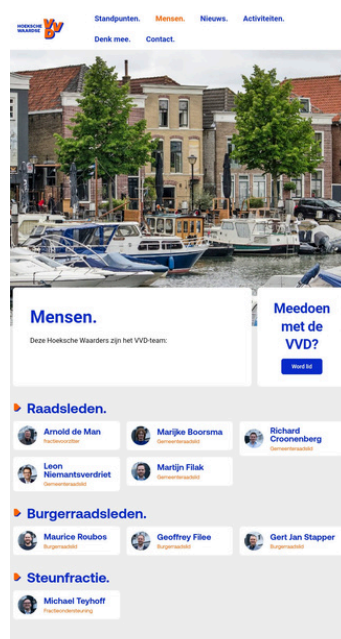 HOEKSCHE
WAARDSE
VVD
Standpunten.
Mensen.
Nieuws.
Activiteiten.
Denk mee.
Contact.
Mensen.
Deze Hoeksche Waarders zijn het VVD-team:
Meedoen
met de
VVD?
Word lid
Raadsleden.
Arnold de Man
fractievoorzitter
Marijke Boorsma
Gemeenteraadslid
Richard
Croonenberg
Gemeenteraadslid
Leon
Niemantsverdriet
Gemeenteraadslid
Martijn Filak
Gemeenteraadslid
Burgerraadsleden.
Maurice Roubos
Burgerraadslid
Geoffrey Filee
Burgerraadslid
Gert Jan Stapper
Burgerraadslid
Steunfractie.
Michael Teyhoff
Fractieondersteuning